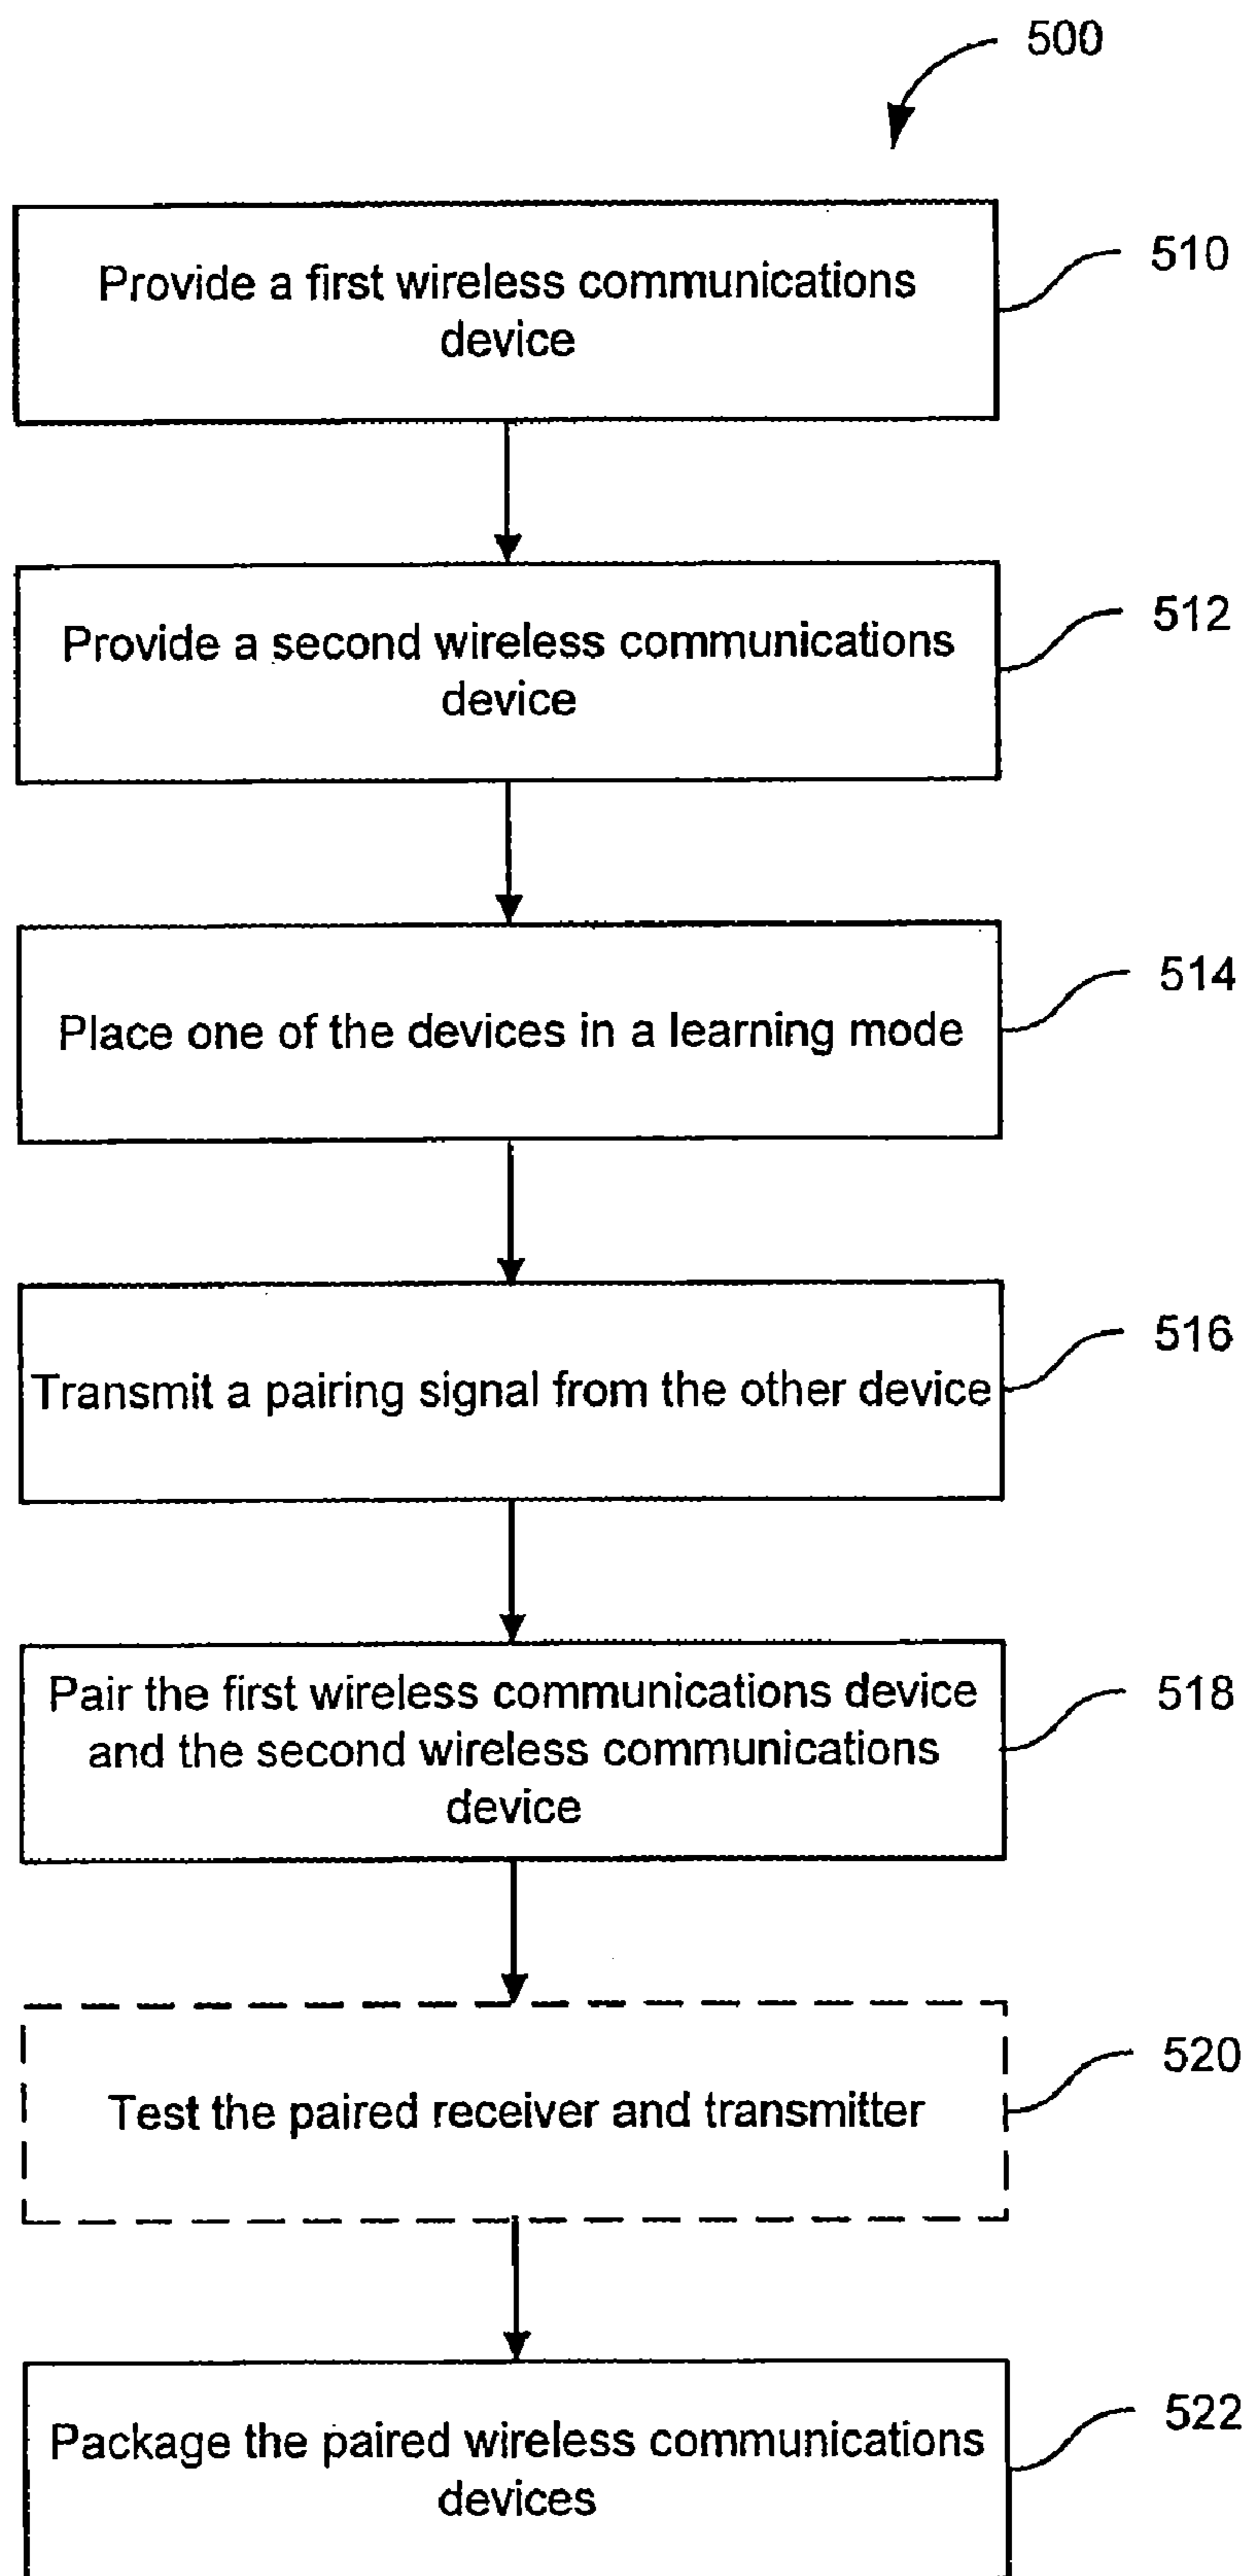 500
Provide a first wireless communications
device
510
Provide a second wireless communications
device
512
Place one of the devices in a learning mode
514
Transmit a pairing signal from the other device
516
Pair the first wireless communications device
and the second wireless communications
device
518
Test the paired receiver and transmitter
520
Package the paired wireless communications
devices
522